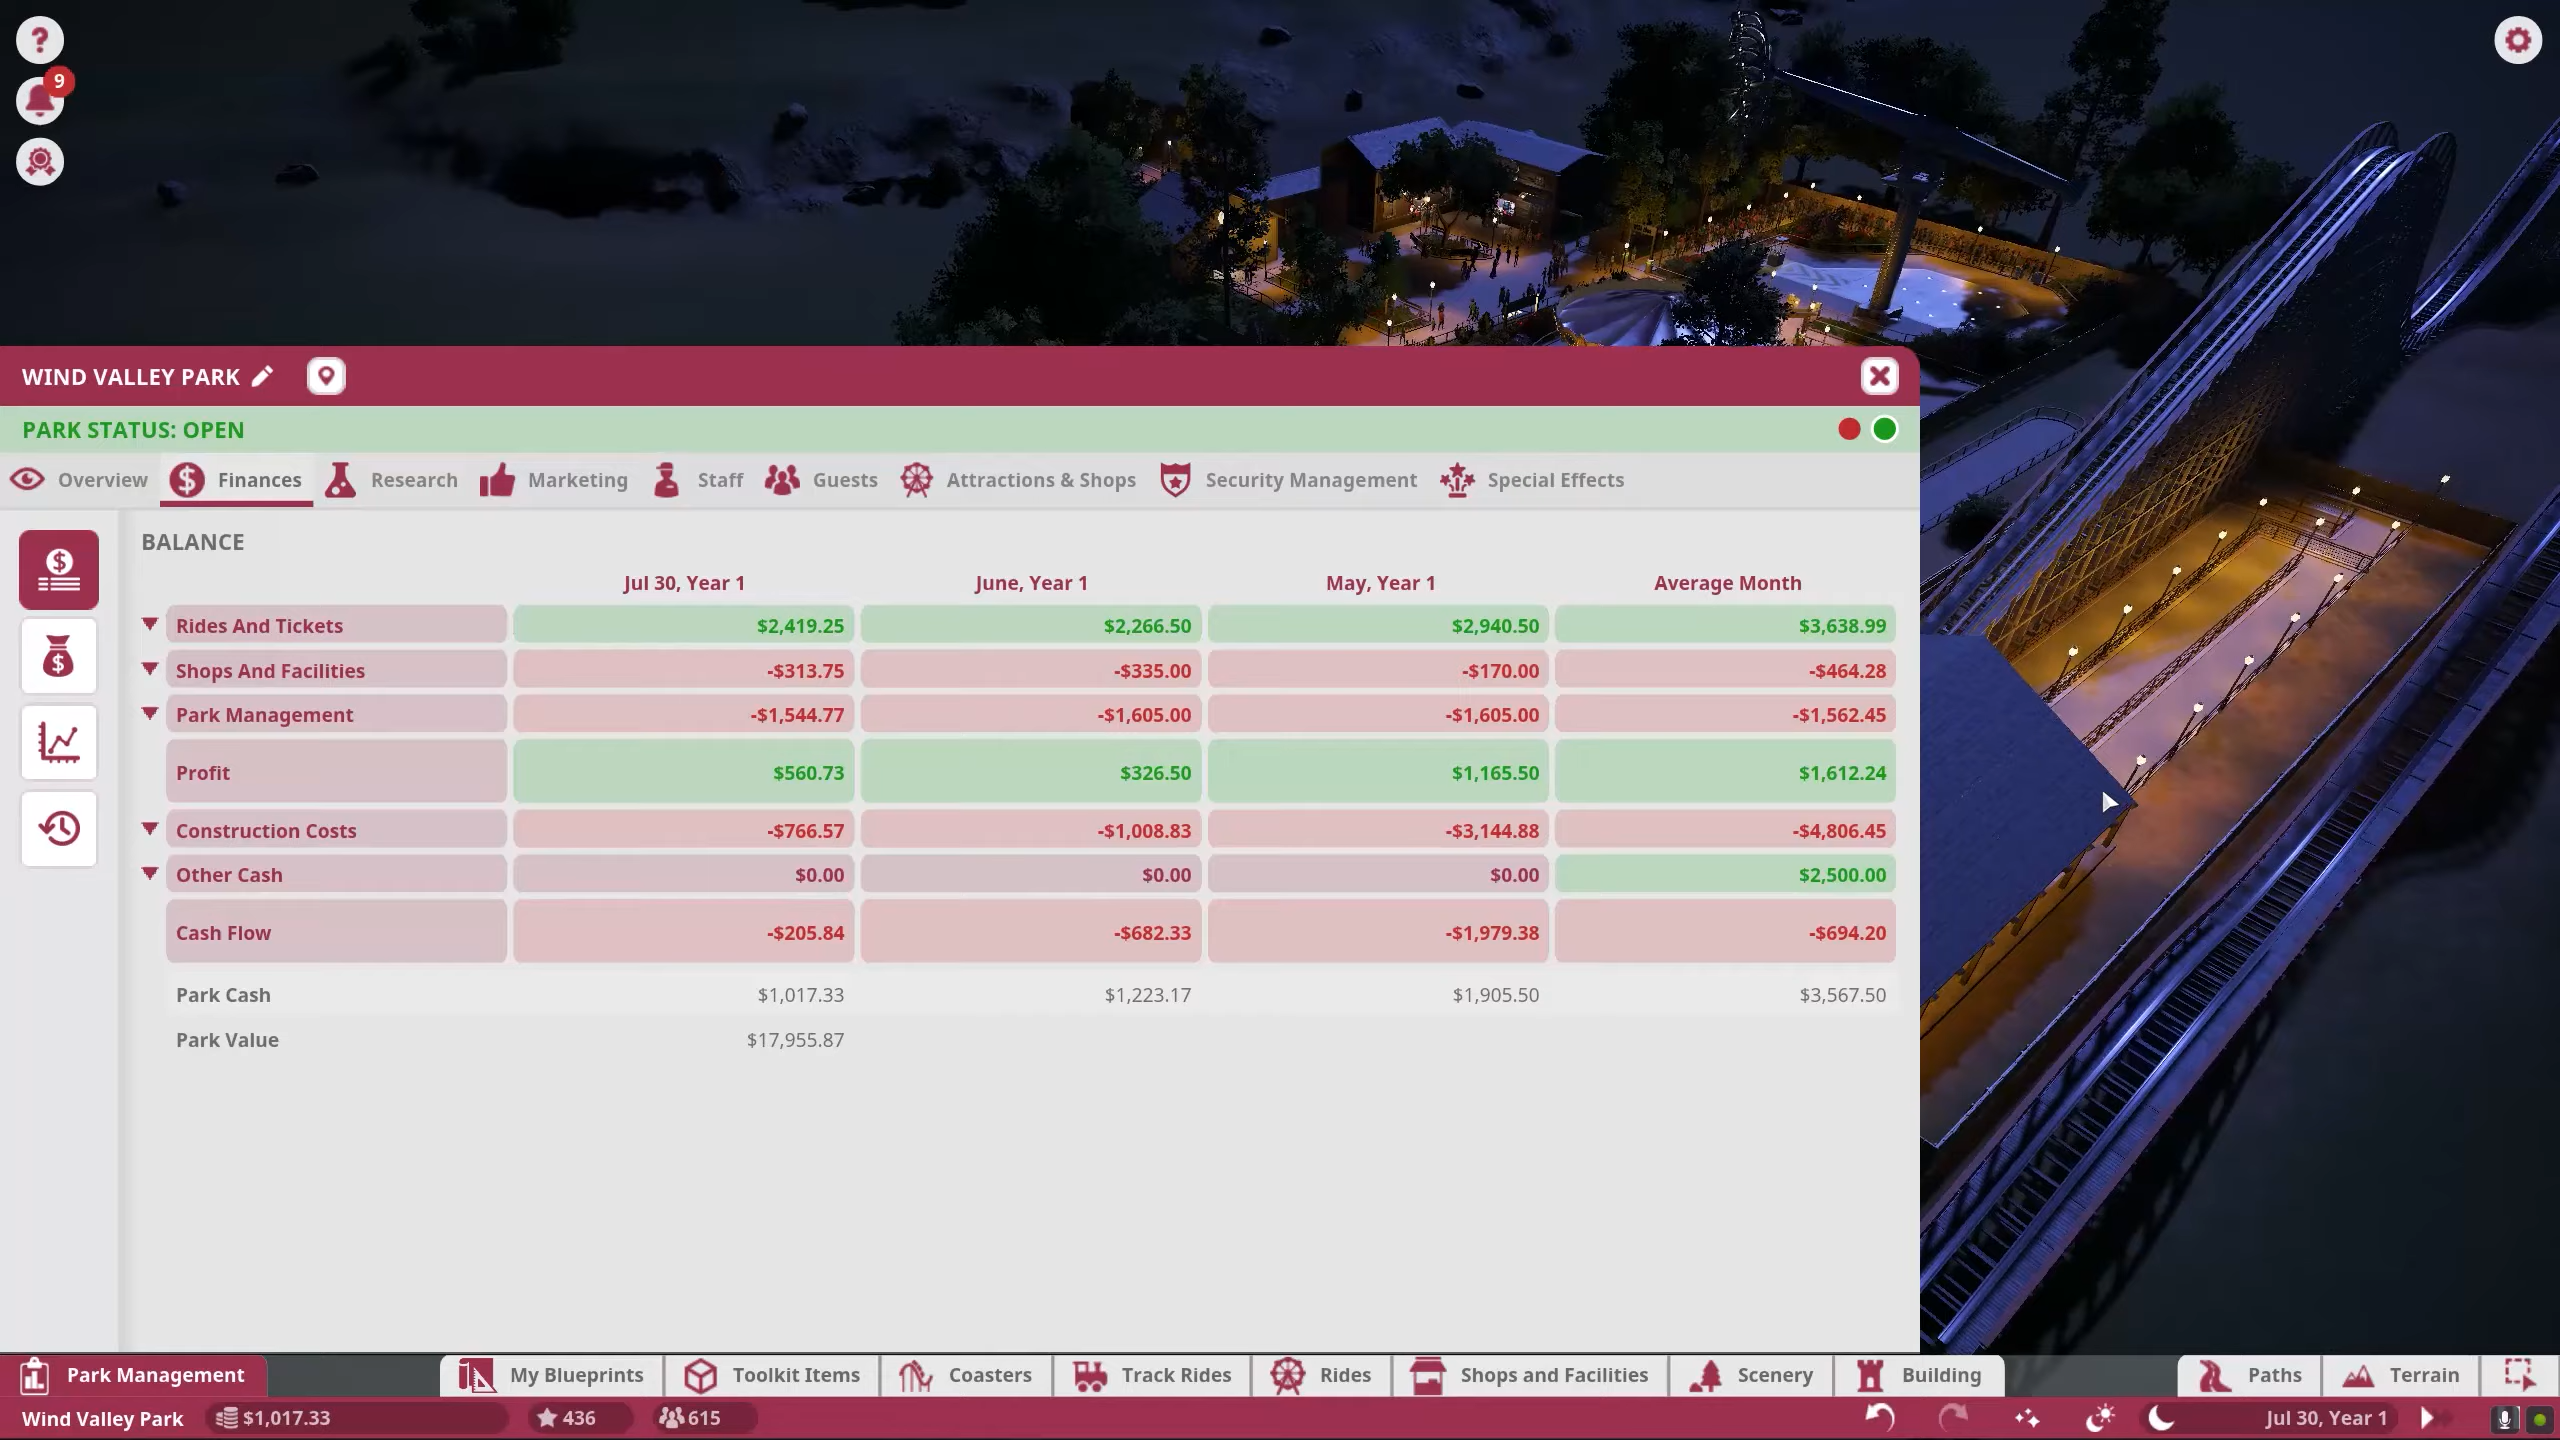 ?
9
WIND VALLEY PARK
PARK STATUS: OPEN
Overview Finances Research Marketing Staff Guests Attractions & Shops Security Management Special Effects
BALANCE
Jul 30, Year 1 June, Year 1 May, Year 1 Average Month
Rides And Tickets $2,419.25 $2,266.50 $2,940.50 $3,638.99
Shops And Facilities -$313.75 -$335.00 -$170.00 -$464.28
Park Management -$1,544.77 -$1,605.00 -$1,605.00 -$1,562.45
Profit $560.73 $326.50 $1,165.50 $1,612.24
Construction Costs -$766.57 -$1,008.83 -$3,144.88 -$4,806.45
Other Cash $0.00 $0.00 $0.00 $2,500.00
Cash Flow -$205.84 -$682.33 -$1,979.38 -$694.20
Park Cash $1,017.33 $1,223.17 $1,905.50 $3,567.50
Park Value $17,955.87
Park Management My Blueprints Toolkit Items Coasters Track Rides Rides Shops and Facilities Scenery Building Paths Terrain
Wind Valley Park $1,017.33 436 615 Jul 30, Year 1